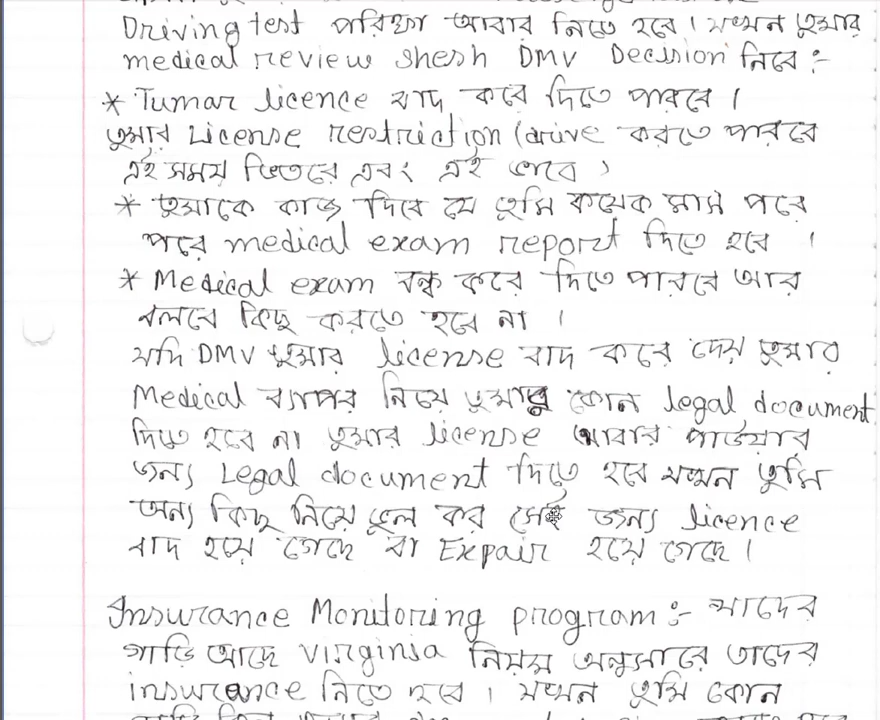 Driving test পরিক্ষা আবার নিতে হবে। যখন তুমার
medical review shesh DMV Decision নিবে :-
* Tumar licence বাদ করে দিতে পারবে।
তুমার License restriction (drive করতে পারবে
এই সময় ভিতরে এবং এই ভাবে)
* তুমাকে কাজ দিবে যে তুমি কয়েক মাস পরে
পরে medical exam report দিতে হবে।
* Medical exam বন্ধ করে দিতে পারবে আর
বলবে কিছু করতে হবে না।
যদি DMV তুমার license বাদ করে দেয় তুমার
Medical ব্যাপার নিয়ে তুমার কোন legal document
দিতে হবে না তুমার license আবার পাওয়ার
জন্য Legal document দিতে হবে যখন তুমি
অন্য কিছু নিয়ে ভুল কর সেই জন্য licence
বাদ হয়ে গেছে বা Expair হয়ে গেছে।
Insurance Monitoring program :- যাদের
গাড়ি আছে virginia নিয়ম অনুসারে তাদের
insurance নিতে হবে। যখন তুমি কোন